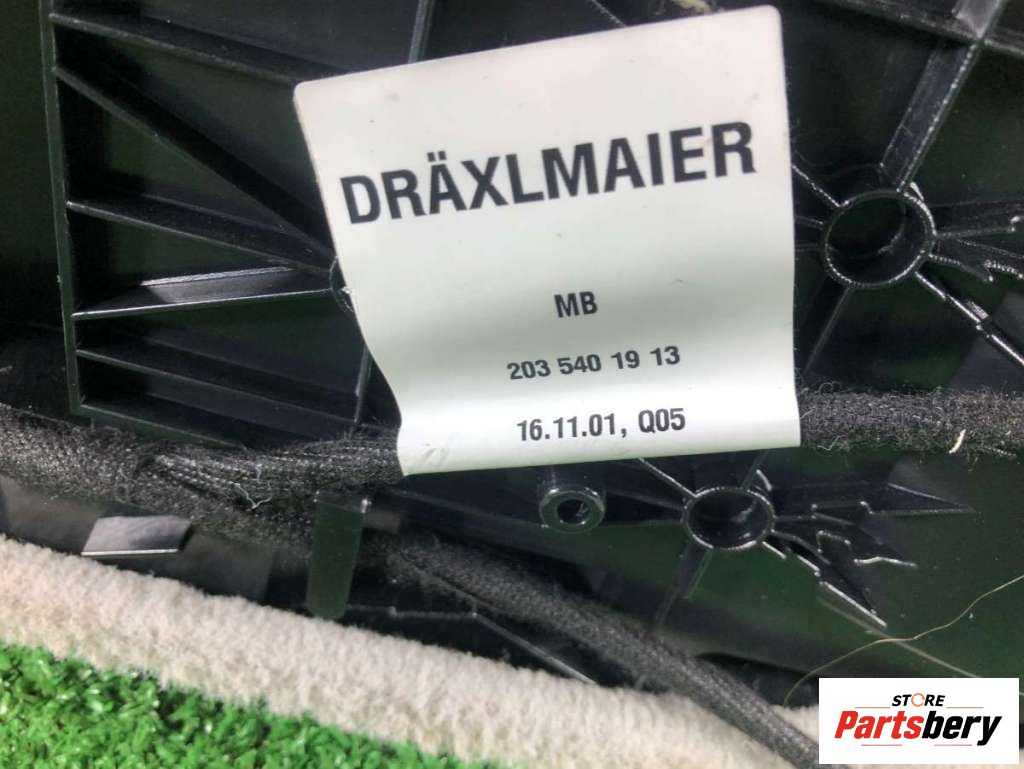 DRÄXLMAIER
MB
203 540 19 13
16.11.01, Q05
STORE
Partsbery